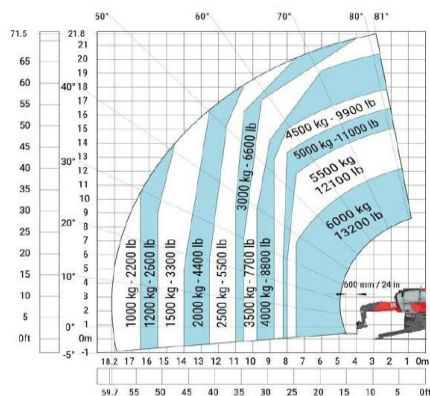 50° 60° 70° 80° 81°
71.5 21.8
21
65 20
19
60 18
40° 17
55 16
50 15
14
45 13
30° 12
40 11
35 10
9
30 8
20° 7
25 6
20 5
15 4
10° 3
10 2
5 1
0° 0m
0ft
-5° -1
1000 kg - 2200 lb
1200 kg - 2600 lb
1500 kg - 3300 lb
2000 kg - 4400 lb
2500 kg - 5500 lb
3000 kg - 6600 lb
3500 kg - 7700 lb
4000 kg - 8800 lb
4500 kg - 9900 lb
5000 kg -11000 lb
5500 kg
12100 lb
6000 kg
13200 lb
600 mm / 24 in
18.2 17 16 15 14 13 12 11 10 9 8 7 6 5 4 3 2 1 0m
59.7 55 50 45 40 35 30 25 20 15 10 5 0ft